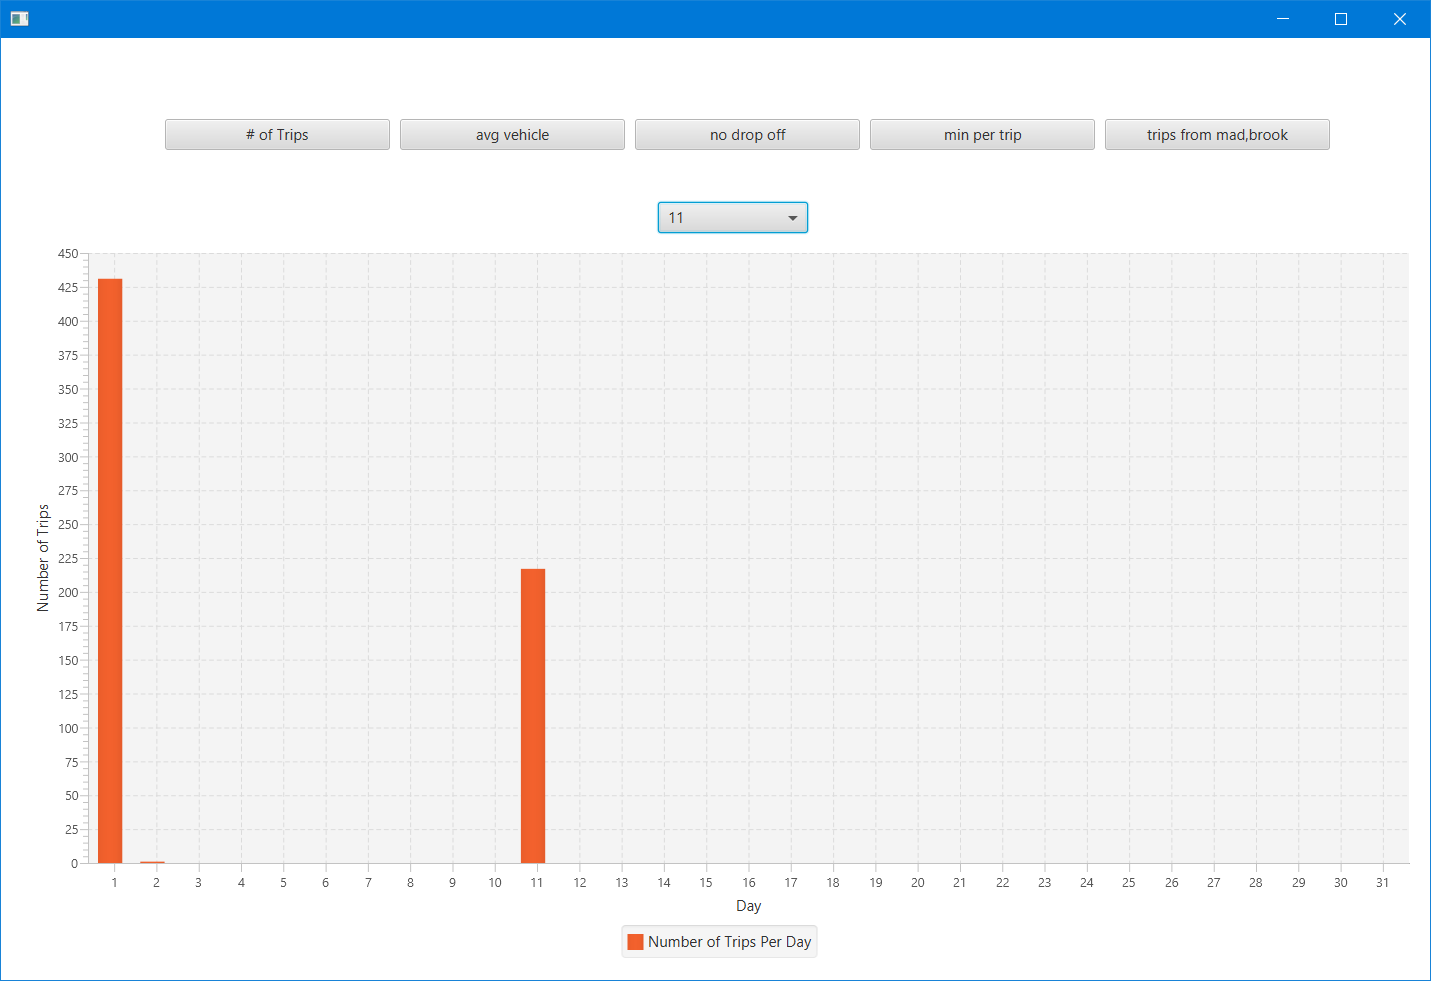 # of Trips
avg vehicle
no drop off
min per trip
trips from mad,brook
11
450
425
400
375
350
325
300
275
250
225
200
175
150
125
100
75
50
25
0
Number of Trips
1 2 3 4 5 6 7 8 9 10 11 12 13 14 15 16 17 18 19 20 21 22 23 24 25 26 27 28 29 30 31
Day
Number of Trips Per Day